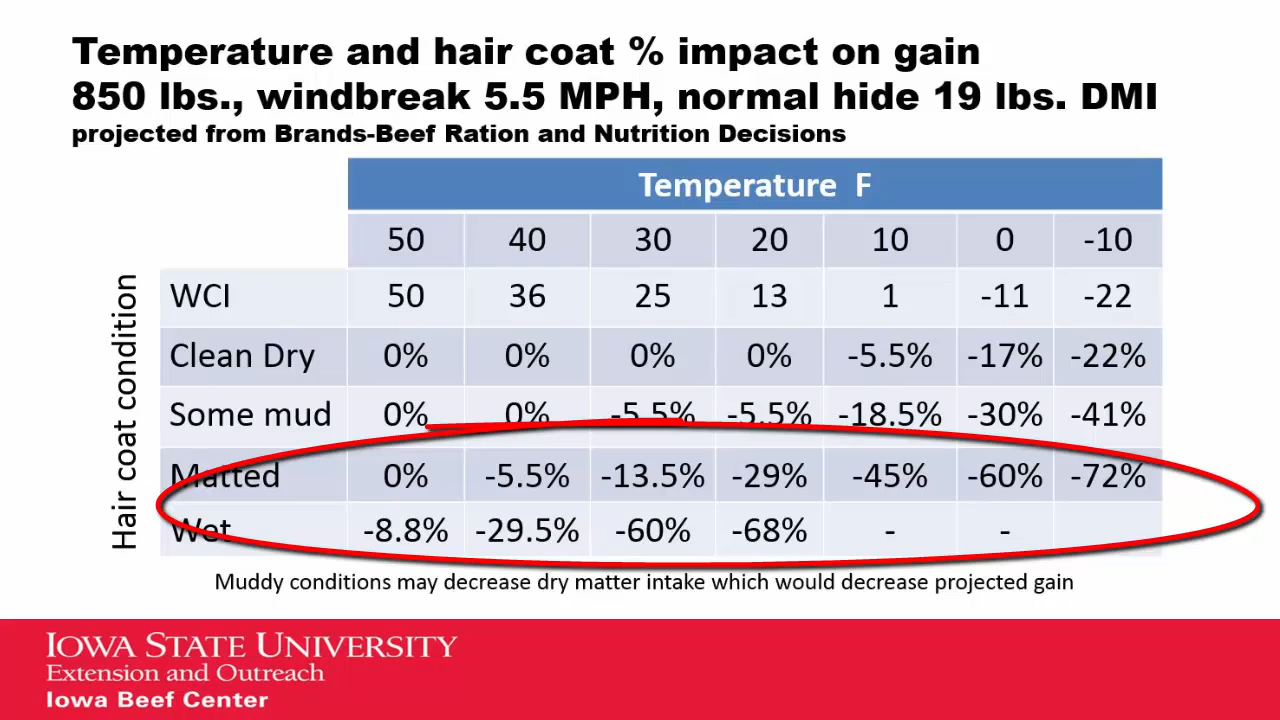 Temperature and hair coat % impact on gain
850 lbs., windbreak 5.5 MPH, normal hide 19 lbs. DMI
projected from Brands-Beef Ration and Nutrition Decisions
Temperature F
50 40 30 20 10 0 -10
Hair coat condition
WCI 50 36 25 13 1 -11 -22
Clean Dry 0% 0% 0% 0% -5.5% -17% -22%
Some mud 0% 0% -5.5% -5.5% -18.5% -30% -41%
Matted 0% -5.5% -13.5% -29% -45% -60% -72%
Wet -8.8% -29.5% -60% -68% - -
Muddy conditions may decrease dry matter intake which would decrease projected gain
IOWA STATE UNIVERSITY
Extension and Outreach
Iowa Beef Center